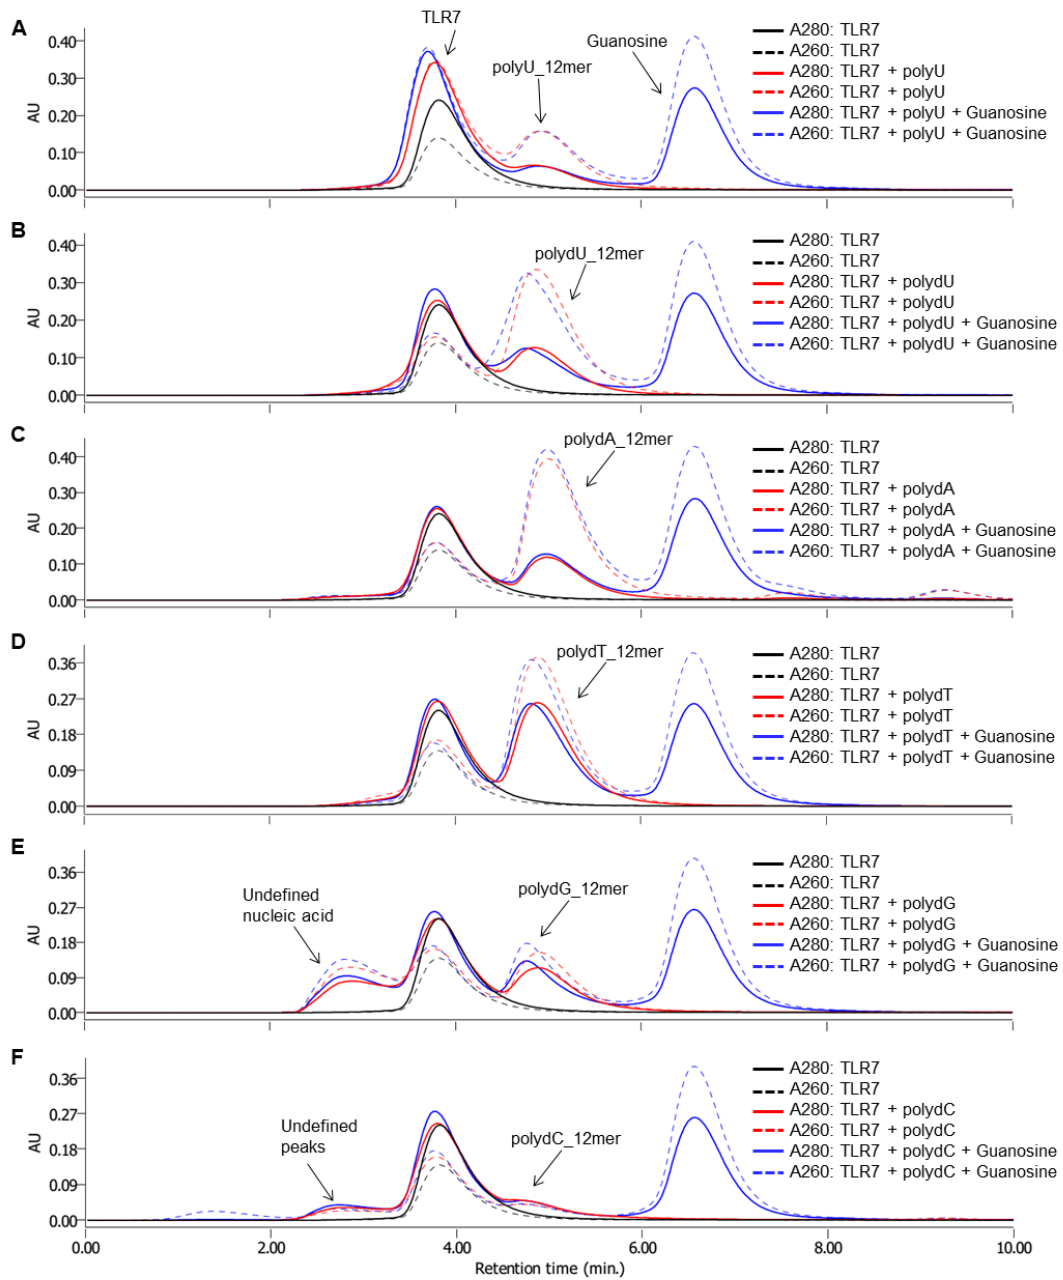 A
TLR7
polyU_12mer
Guanosine
A280: TLR7
A260: TLR7
A280: TLR7 + polyU
A260: TLR7 + polyU
A280: TLR7 + polyU + Guanosine
A260: TLR7 + polyU + Guanosine
AU
0.40
0.30
0.20
0.10
0.00
B
polydU_12mer
A280: TLR7
A260: TLR7
A280: TLR7 + polydU
A260: TLR7 + polydU
A280: TLR7 + polydU + Guanosine
A260: TLR7 + polydU + Guanosine
AU
0.40
0.30
0.20
0.10
0.00
C
polydA_12mer
A280: TLR7
A260: TLR7
A280: TLR7 + polydA
A260: TLR7 + polydA
A280: TLR7 + polydA + Guanosine
A260: TLR7 + polydA + Guanosine
AU
0.40
0.30
0.20
0.10
0.00
D
polydT_12mer
A280: TLR7
A260: TLR7
A280: TLR7 + polydT
A260: TLR7 + polydT
A280: TLR7 + polydT + Guanosine
A260: TLR7 + polydT + Guanosine
AU
0.36
0.27
0.18
0.09
0.00
E
Undefined
nucleic acid
polydG_12mer
A280: TLR7
A260: TLR7
A280: TLR7 + polydG
A260: TLR7 + polydG
A280: TLR7 + polydG + Guanosine
A260: TLR7 + polydG + Guanosine
AU
0.36
0.27
0.18
0.09
0.00
F
Undefined
peaks
polydC_12mer
A280: TLR7
A260: TLR7
A280: TLR7 + polydC
A260: TLR7 + polydC
A280: TLR7 + polydC + Guanosine
A260: TLR7 + polydC + Guanosine
AU
0.36
0.27
0.18
0.09
0.00
0.00 2.00 4.00 6.00 8.00 10.00
Retention time (min.)